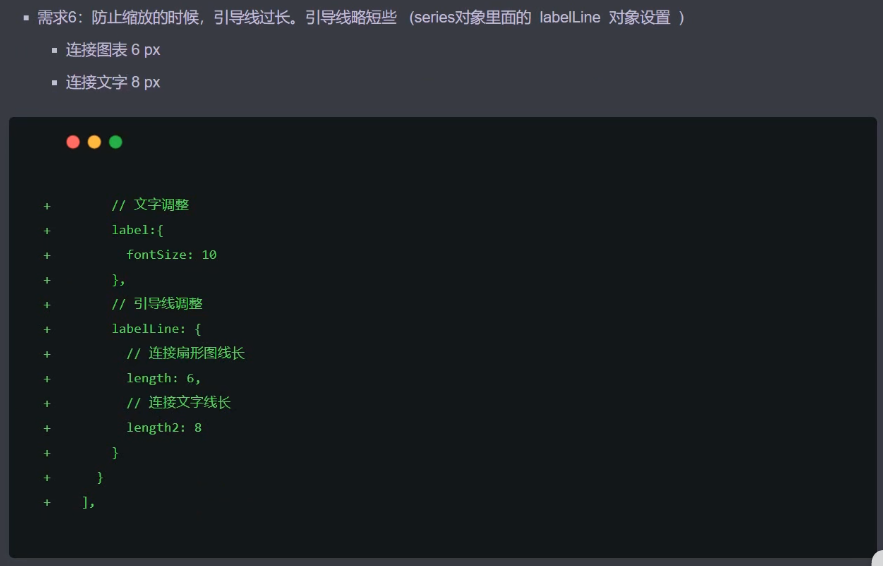 需求6：防止缩放的时候，引导线过长。引导线略短些 (series对象里面的 labelLine 对象设置 )
连接图表 6 px
连接文字 8 px
+ // 文字调整
+ label:{
+ fontSize: 10
+ },
+ // 引导线调整
+ labelLine: {
+ // 连接扇形图线长
+ length: 6,
+ // 连接文字线长
+ length2: 8
+ }
+ }
+ ],